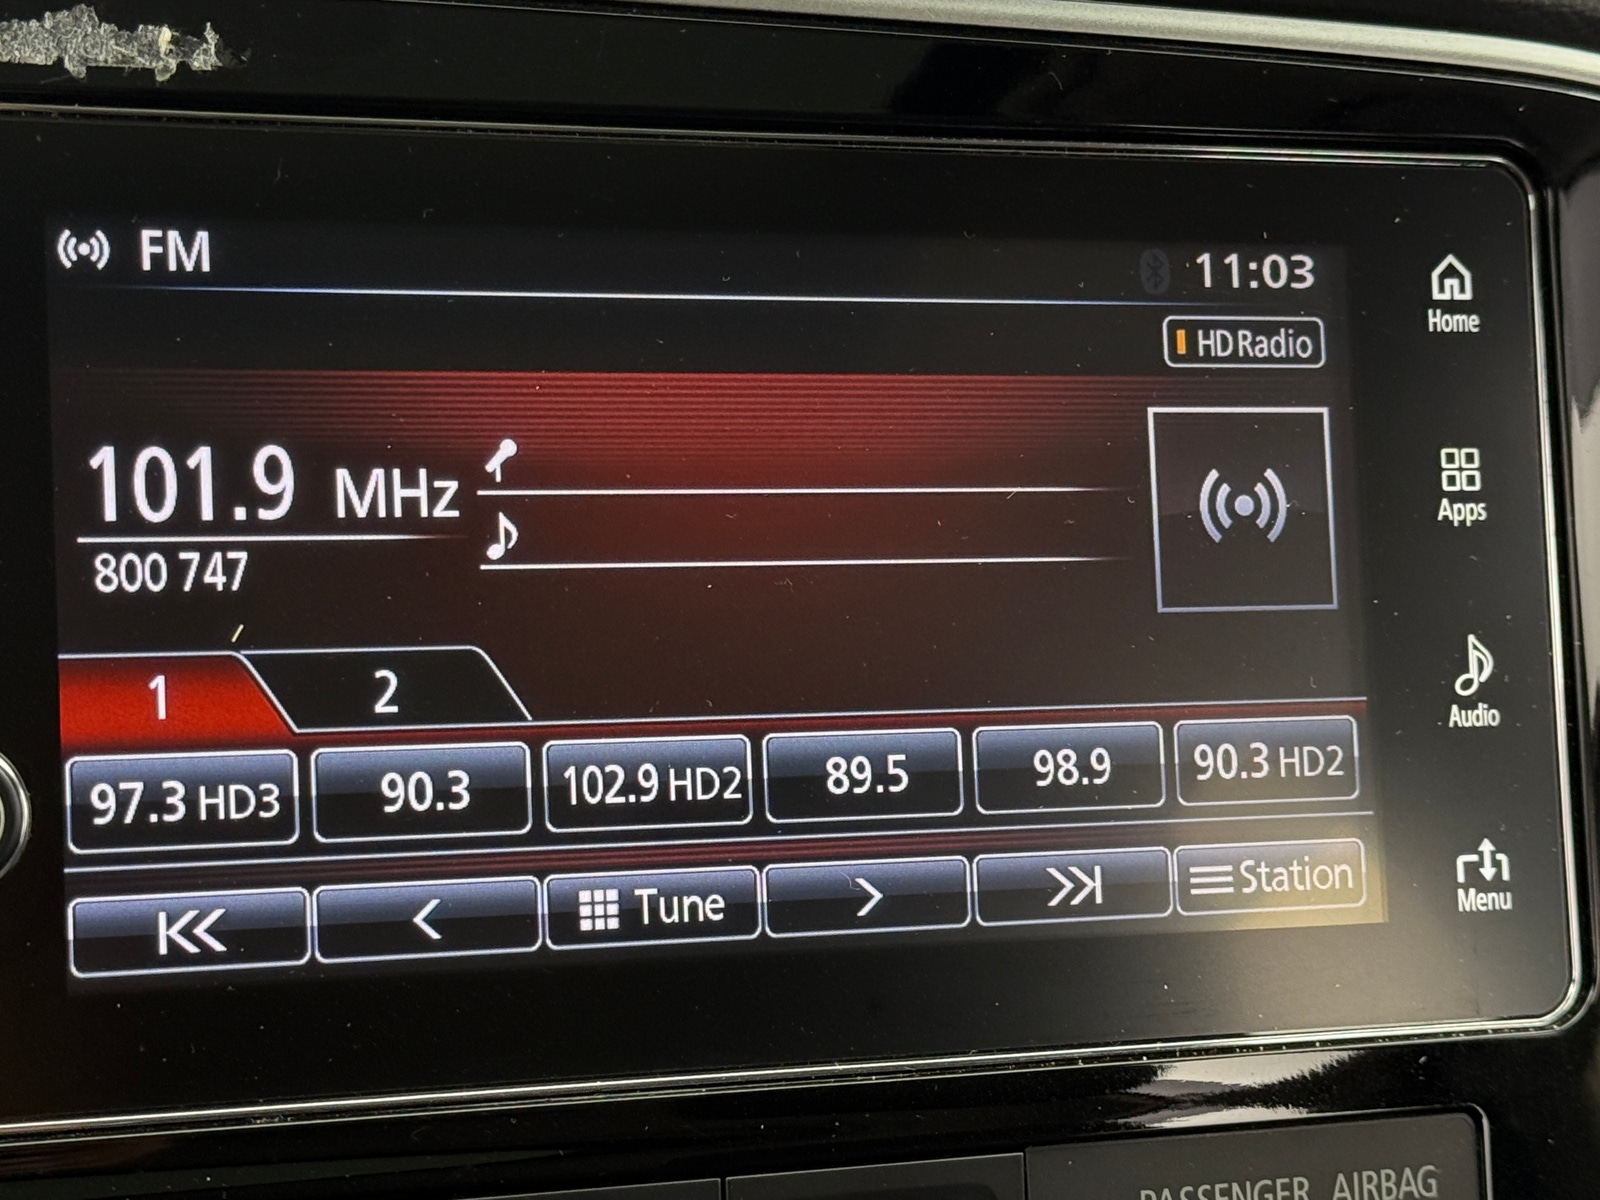 FM
11:03
HD Radio
Home
101.9 MHz
800 747
Apps
1
2
Audio
97.3 HD3
90.3
102.9 HD2
89.5
98.9
90.3 HD2
Tune
Station
Menu
PASSENGER AIRBAG